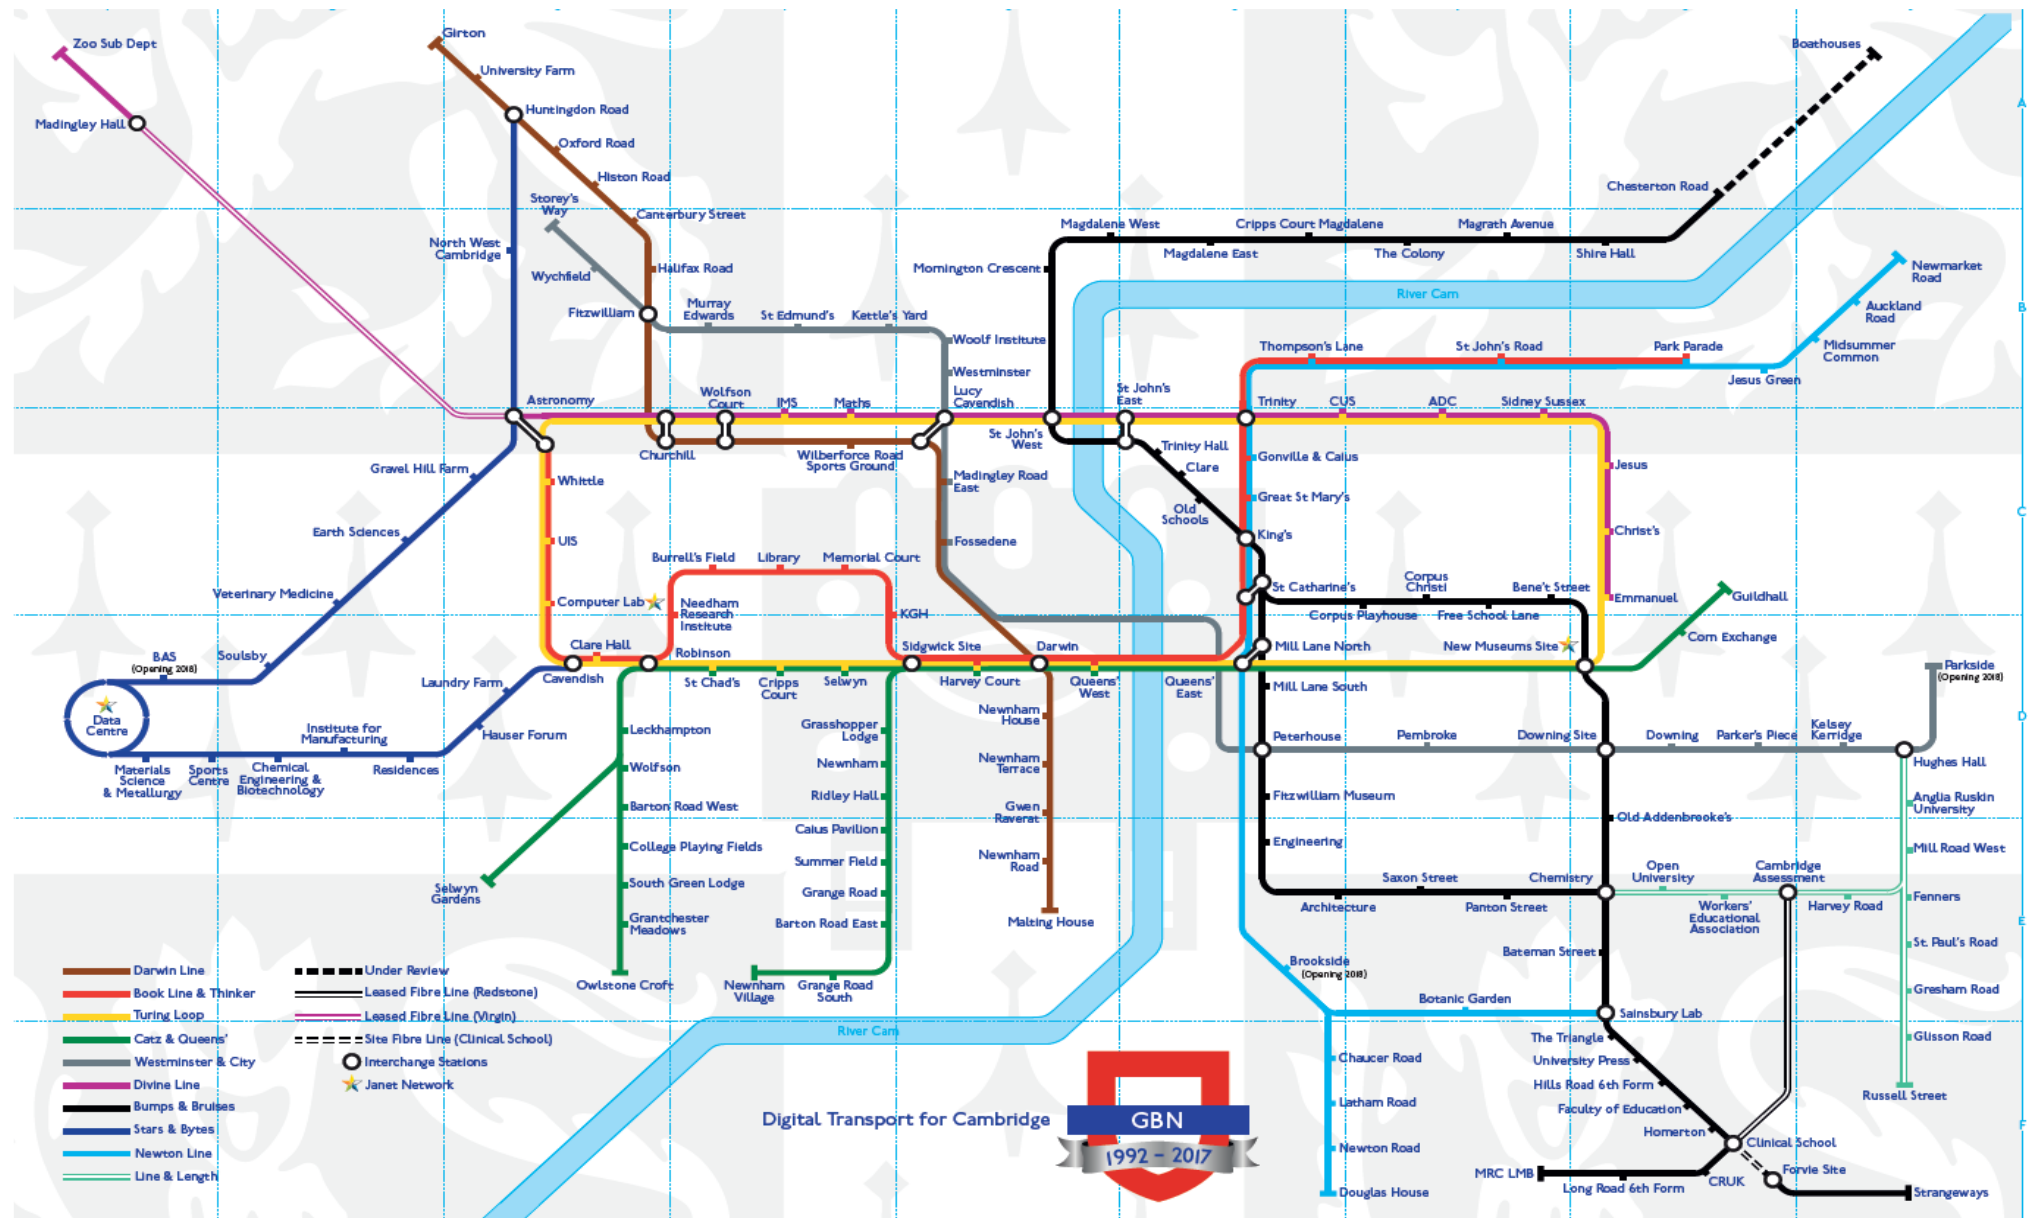 Zoo Sub Dept
Madingley Hall
Girton
University Farm
Huntingdon Road
Oxford Road
Histon Road
Canterbury Street
Storey's
Way
Wychfield
North West
Cambridge
Halifax Road
Fitzwilliam
Murray
Edwards
St Edmund's
Kettle's Yard
Woolf Institute
Westminster
Lucy
Cavendish
Boathouses
Chesterton Road
Magdalene West
Cripps Court Magdalene
Magrath Avenue
Magdalene East
The Colony
Shire Hall
Mornington Crescent
River Cam
Newmarket
Road
Auckland
Road
Midsummer
Common
Thompson's Lane
St John's Road
Park Parade
Jesus Green
Astronomy
Wolfson
Court
IMS
Maths
Churchill
Wilberforce Road
Sports Ground
St John's
West
St John's
East
Trinity
CUS
ADC
Sidney Sussex
Trinity Hall
Clare
Old
Schools
Gonville & Caius
Great St Mary's
King's
Jesus
Christ's
Emmanuel
Gravel Hill Farm
Earth Sciences
Veterinary Medicine
Soulsby
BAS
(Opening 2018)
Data
Centre
Materials
Science
& Metallurgy
Sports
Centre
Chemical
Engineering &
Biotechnology
Institute for
Manufacturing
Residences
Hauser Forum
Laundry Farm
Cavendish
Whittle
UIS
Computer Lab
Clare Hall
Robinson
Needham
Research
Institute
Burrell's Field
Library
Memorial Court
KGH
Madingley Road
East
Fossedene
Sidgwick Site
Darwin
St Chad's
Cripps
Court
Selwyn
Harvey Court
Queens'
West
Queens'
East
St Catharine's
Corpus
Christi
Bene't Street
Corpus Playhouse
Free School Lane
Mill Lane North
New Museums Site
Guildhall
Corn Exchange
Mill Lane South
Peterhouse
Pembroke
Downing Site
Downing
Parker's Piece
Kelsey
Kerridge
Parkside
(Opening 2018)
Hughes Hall
Leckhampton
Wolfson
Barton Road West
College Playing Fields
South Green Lodge
Grantchester
Meadows
Owlstone Croft
Selwyn
Gardens
Grasshopper
Lodge
Newnham
Ridley Hall
Caius Pavilion
Summer Field
Grange Road
Barton Road East
Newnham
Village
Grange Road
South
Newnham
House
Newnham
Terrace
Gwen
Raverat
Newnham
Road
Malting House
Fitzwilliam Museum
Engineering
Architecture
Saxon Street
Panton Street
Chemistry
Old Addenbrooke's
Open
University
Workers'
Educational
Association
Cambridge
Assessment
Harvey Road
Anglia Ruskin
University
Mill Road West
Fenners
St. Paul's Road
Gresham Road
Glisson Road
Russell Street
Bateman Street
Brookside
(Opening 2018)
Botanic Garden
Sainsbury Lab
Chaucer Road
Latham Road
Newton Road
Douglas House
The Triangle
University Press
Hills Road 6th Form
Faculty of Education
Homerton
Clinical School
Forvie Site
Strangeways
CRUK
Long Road 6th Form
MRC LMB
River Cam
Darwin Line
Book Line & Thinker
Turing Loop
Catz & Queens'
Westminster & City
Divine Line
Bumps & Bruises
Stars & Bytes
Newton Line
Line & Length
Under Review
Leased Fibre Line (Redstone)
Leased Fibre Line (Virgin)
Site Fibre Line (Clinical School)
Interchange Stations
Janet Network
Digital Transport for Cambridge
GBN
1992 - 2017
A
B
C
D
E
F